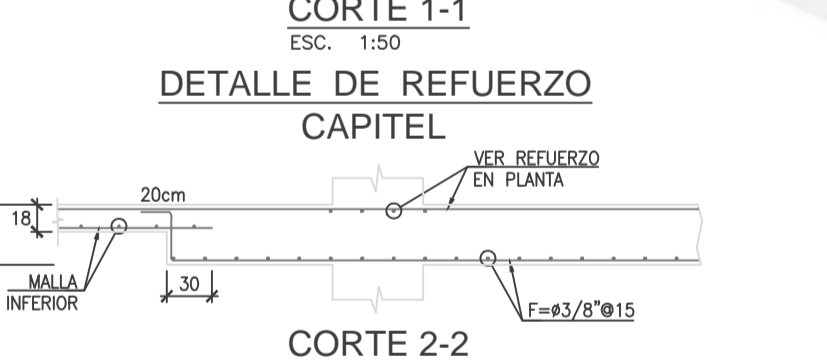 CORTE 1-1
ESC. 1:50
DETALLE DE REFUERZO
CAPITEL
VER REFUERZO
EN PLANTA
20cm
18
MALLA
INFERIOR
30
F=ø3/8"@15
CORTE 2-2